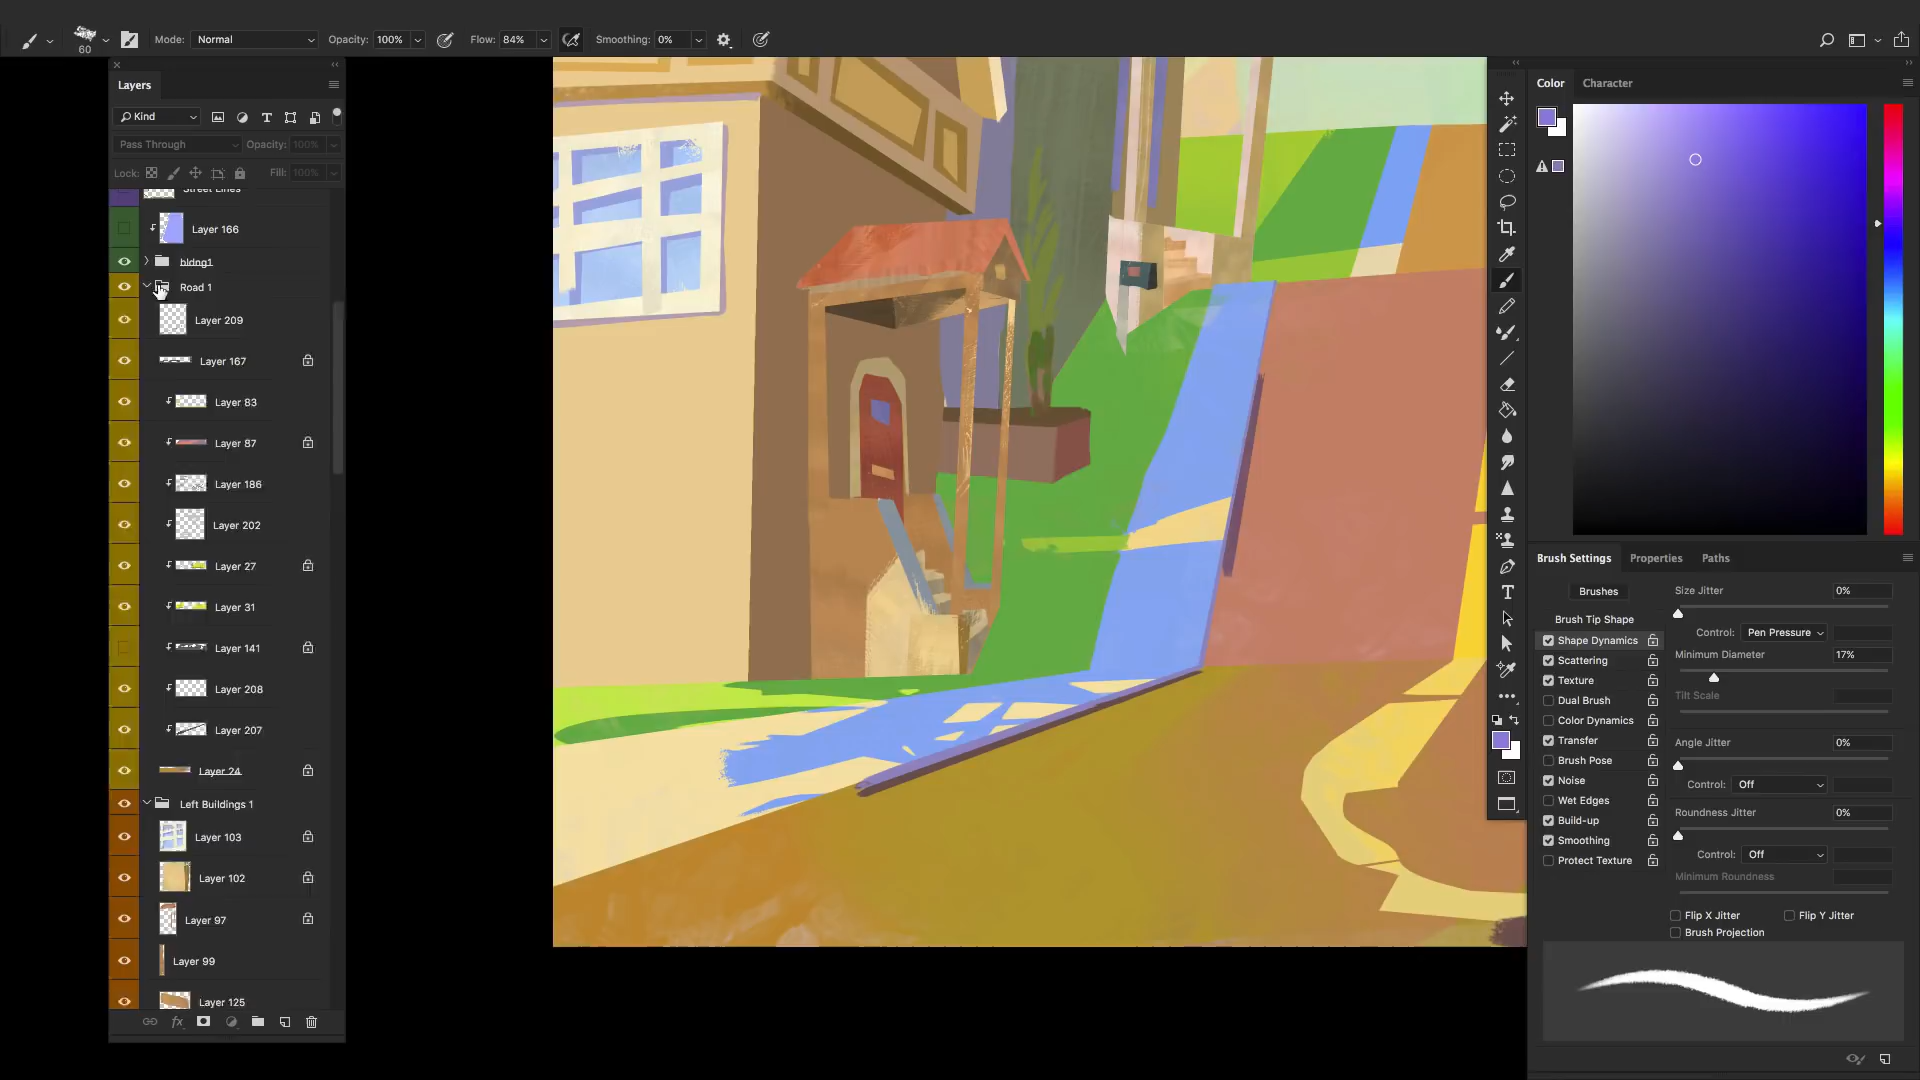 60
Mode: Normal
Opacity: 100%
Flow: 84%
Smoothing: 0%
Layers
Kind
Pass Through
Opacity: 100%
Lock:
Fill: 100%
Street Lines
Layer 166
bldng1
Road 1
Layer 209
Layer 167
Layer 83
Layer 87
Layer 186
Layer 202
Layer 27
Layer 31
Layer 141
Layer 208
Layer 207
Layer 24
Left Buildings 1
Layer 103
Layer 102
Layer 97
Layer 99
Layer 125
fx
Color
Character
Brush Settings
Properties
Paths
Brushes
Brush Tip Shape
Shape Dynamics
Scattering
Texture
Dual Brush
Color Dynamics
Transfer
Brush Pose
Noise
Wet Edges
Build-up
Smoothing
Protect Texture
Size Jitter
0%
Control: Pen Pressure
Minimum Diameter
17%
Tilt Scale
Angle Jitter
0%
Control: Off
Roundness Jitter
0%
Control: Off
Minimum Roundness
Flip X Jitter
Flip Y Jitter
Brush Projection